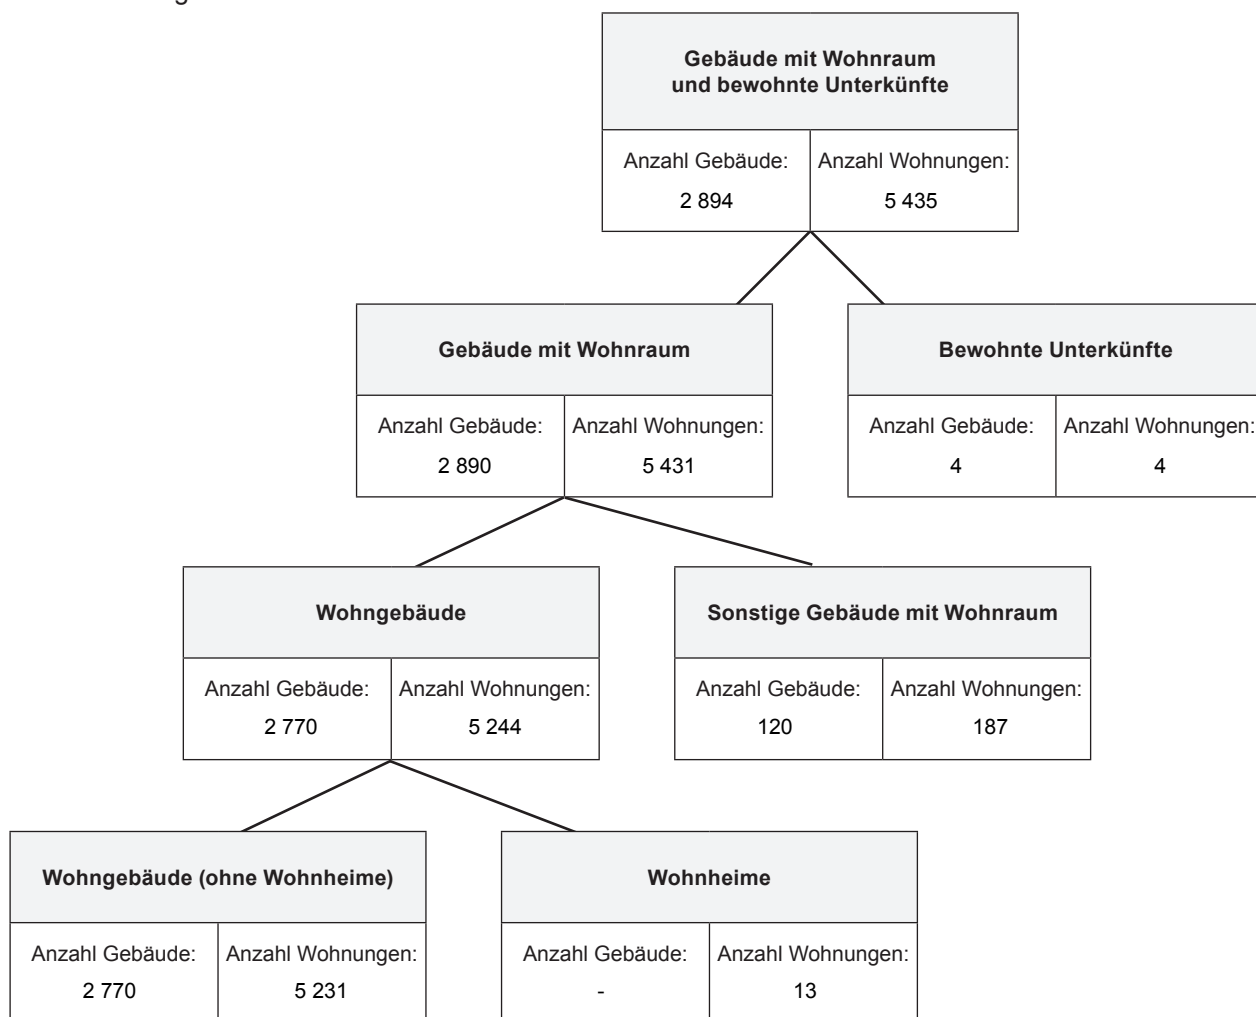 Gebäude mit Wohnraum
und bewohnte Unterkünfte
Anzahl Gebäude: Anzahl Wohnungen:
2 894 5 435
Gebäude mit Wohnraum Bewohnte Unterkünfte
Anzahl Gebäude: Anzahl Wohnungen: Anzahl Gebäude: Anzahl Wohnungen:
2 890 5 431 4 4
Wohngebäude Sonstige Gebäude mit Wohnraum
Anzahl Gebäude: Anzahl Wohnungen: Anzahl Gebäude: Anzahl Wohnungen:
2 770 5 244 120 187
Wohngebäude (ohne Wohnheime) Wohnheime
Anzahl Gebäude: Anzahl Wohnungen: Anzahl Gebäude: Anzahl Wohnungen:
2 770 5 231 - 13